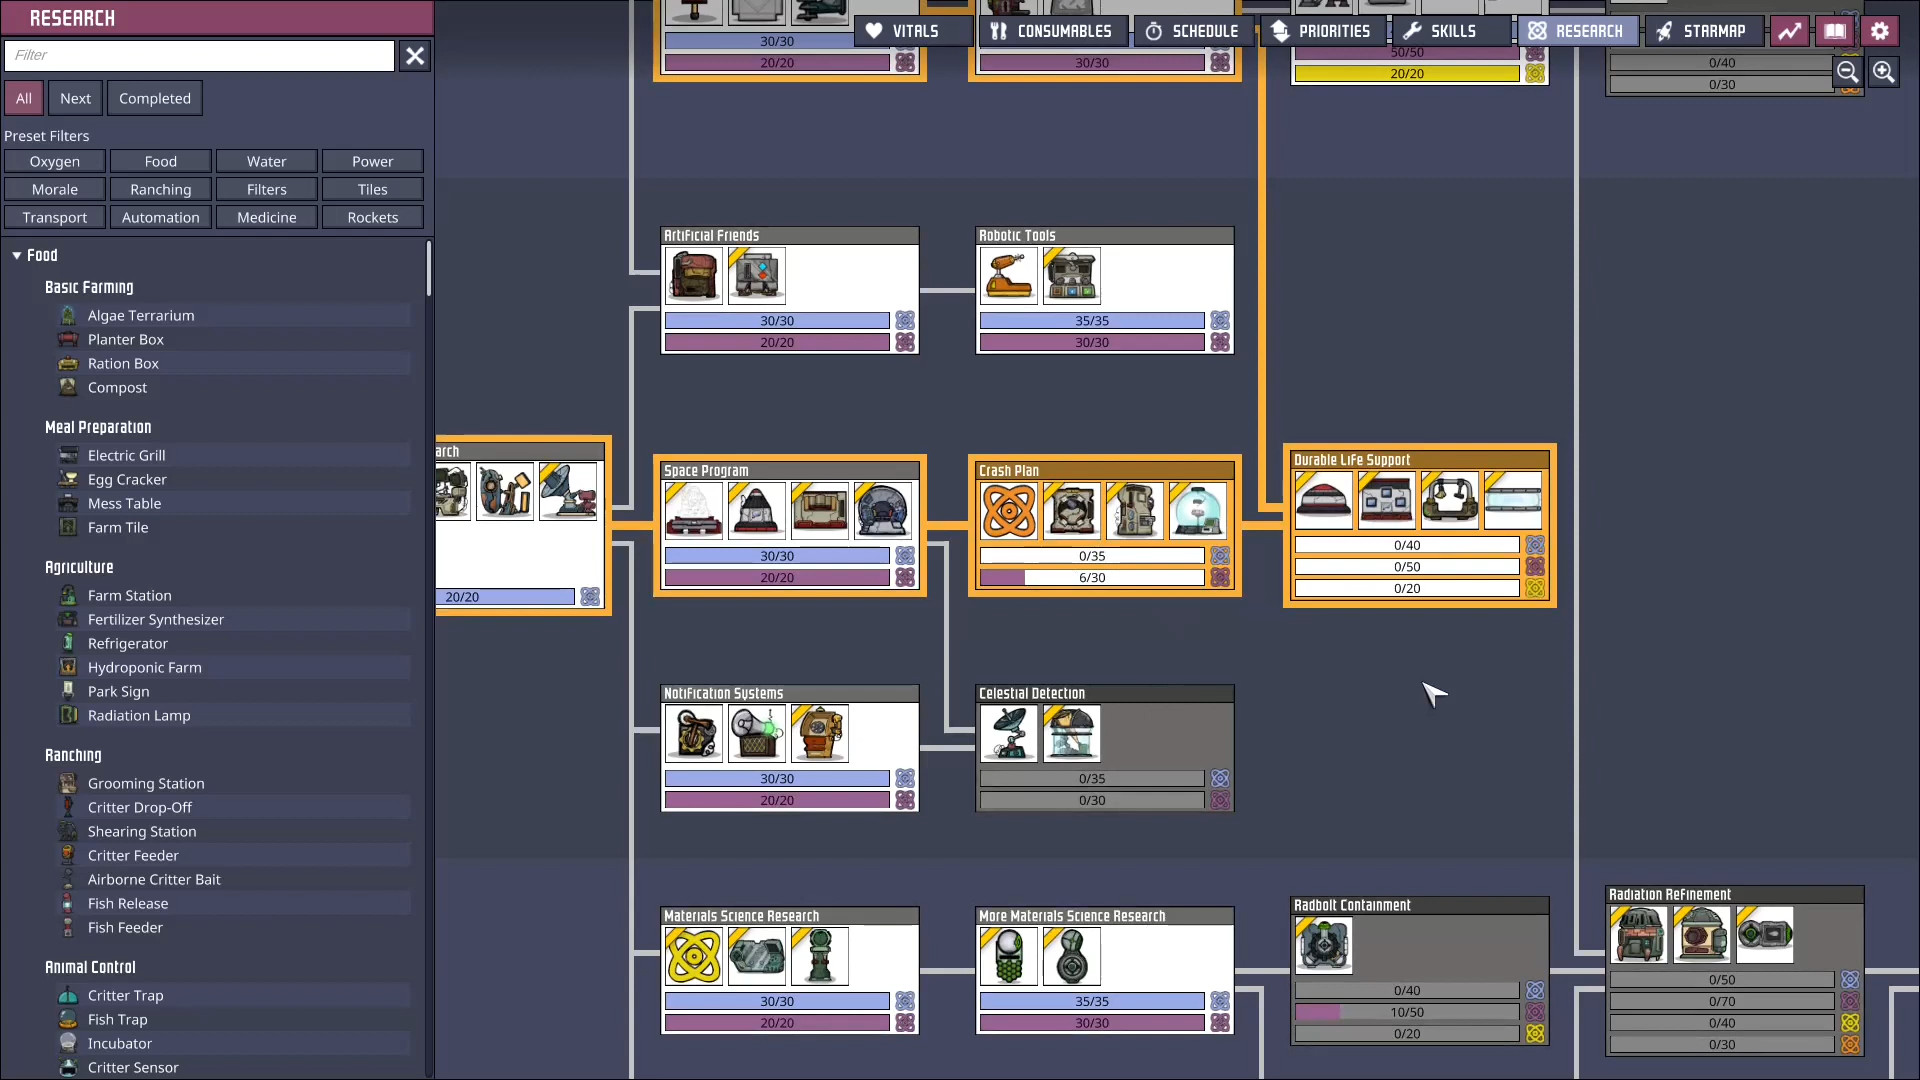 RESEARCH
VITALS
CONSUMABLES
SCHEDULE
PRIORITIES
SKILLS
RESEARCH
STARMAP
Filter
All
Next
Completed
Preset Filters
Oxygen
Food
Water
Power
Morale
Ranching
Filters
Tiles
Transport
Automation
Medicine
Rockets
Food
Basic Farming
Algae Terrarium
Planter Box
Ration Box
Compost
Meal Preparation
Electric Grill
Egg Cracker
Mess Table
Farm Tile
Agriculture
Farm Station
Fertilizer Synthesizer
Refrigerator
Hydroponic Farm
Park Sign
Radiation Lamp
Ranching
Grooming Station
Critter Drop-Off
Shearing Station
Critter Feeder
Airborne Critter Bait
Fish Release
Fish Feeder
Animal Control
Critter Trap
Fish Trap
Incubator
Critter Sensor
30/30
20/20
30/30
50/50
20/20
0/40
0/30
Artificial Friends
30/30
20/20
Robotic Tools
35/35
30/30
arch
20/20
Space Program
30/30
20/20
Crash Plan
0/35
6/30
Durable Life Support
0/40
0/50
0/20
Notification Systems
30/30
20/20
Celestial Detection
0/35
0/30
Materials Science Research
30/30
20/20
More Materials Science Research
35/35
30/30
Radbolt Containment
0/40
10/50
0/20
Radiation Refinement
0/50
0/70
0/40
0/30